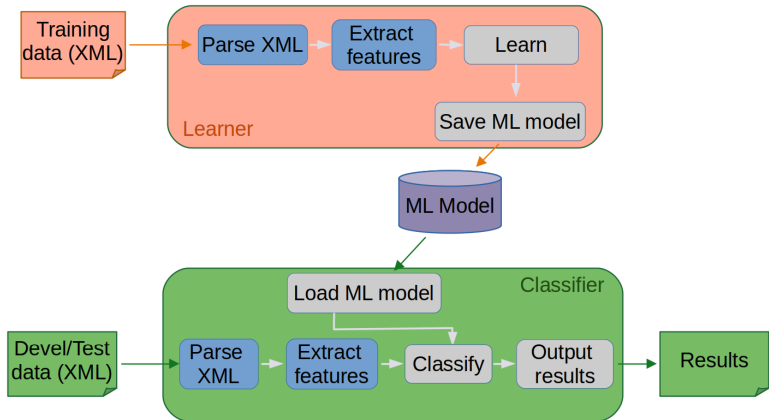 Training
data (XML)
Parse XML
Extract
features
Learn
Save ML model
Learner
ML Model
Classifier
Load ML model
Devel/Test
data (XML)
Parse
XML
Extract
features
Classify
Output
results
Results